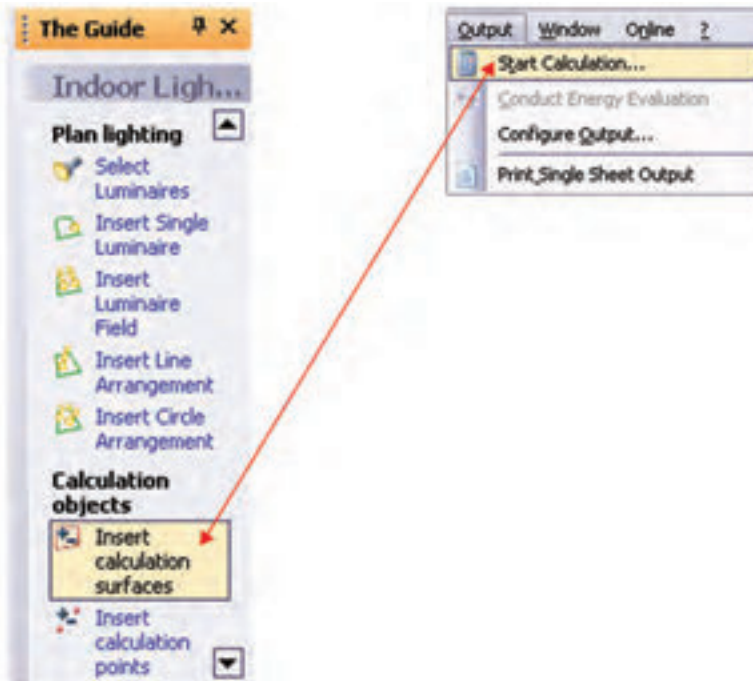 The Guide
Indoor Ligh...
Plan lighting
Select
Luminaires
Insert Single
Luminaire
Insert
Luminaire
Field
Insert Line
Arrangement
Insert Circle
Arrangement
Calculation
objects
Insert
calculation
surfaces
Insert
calculation
points
Output Window Online ?
Start Calculation...
Conduct Energy Evaluation
Configure Output...
Print Single Sheet Output